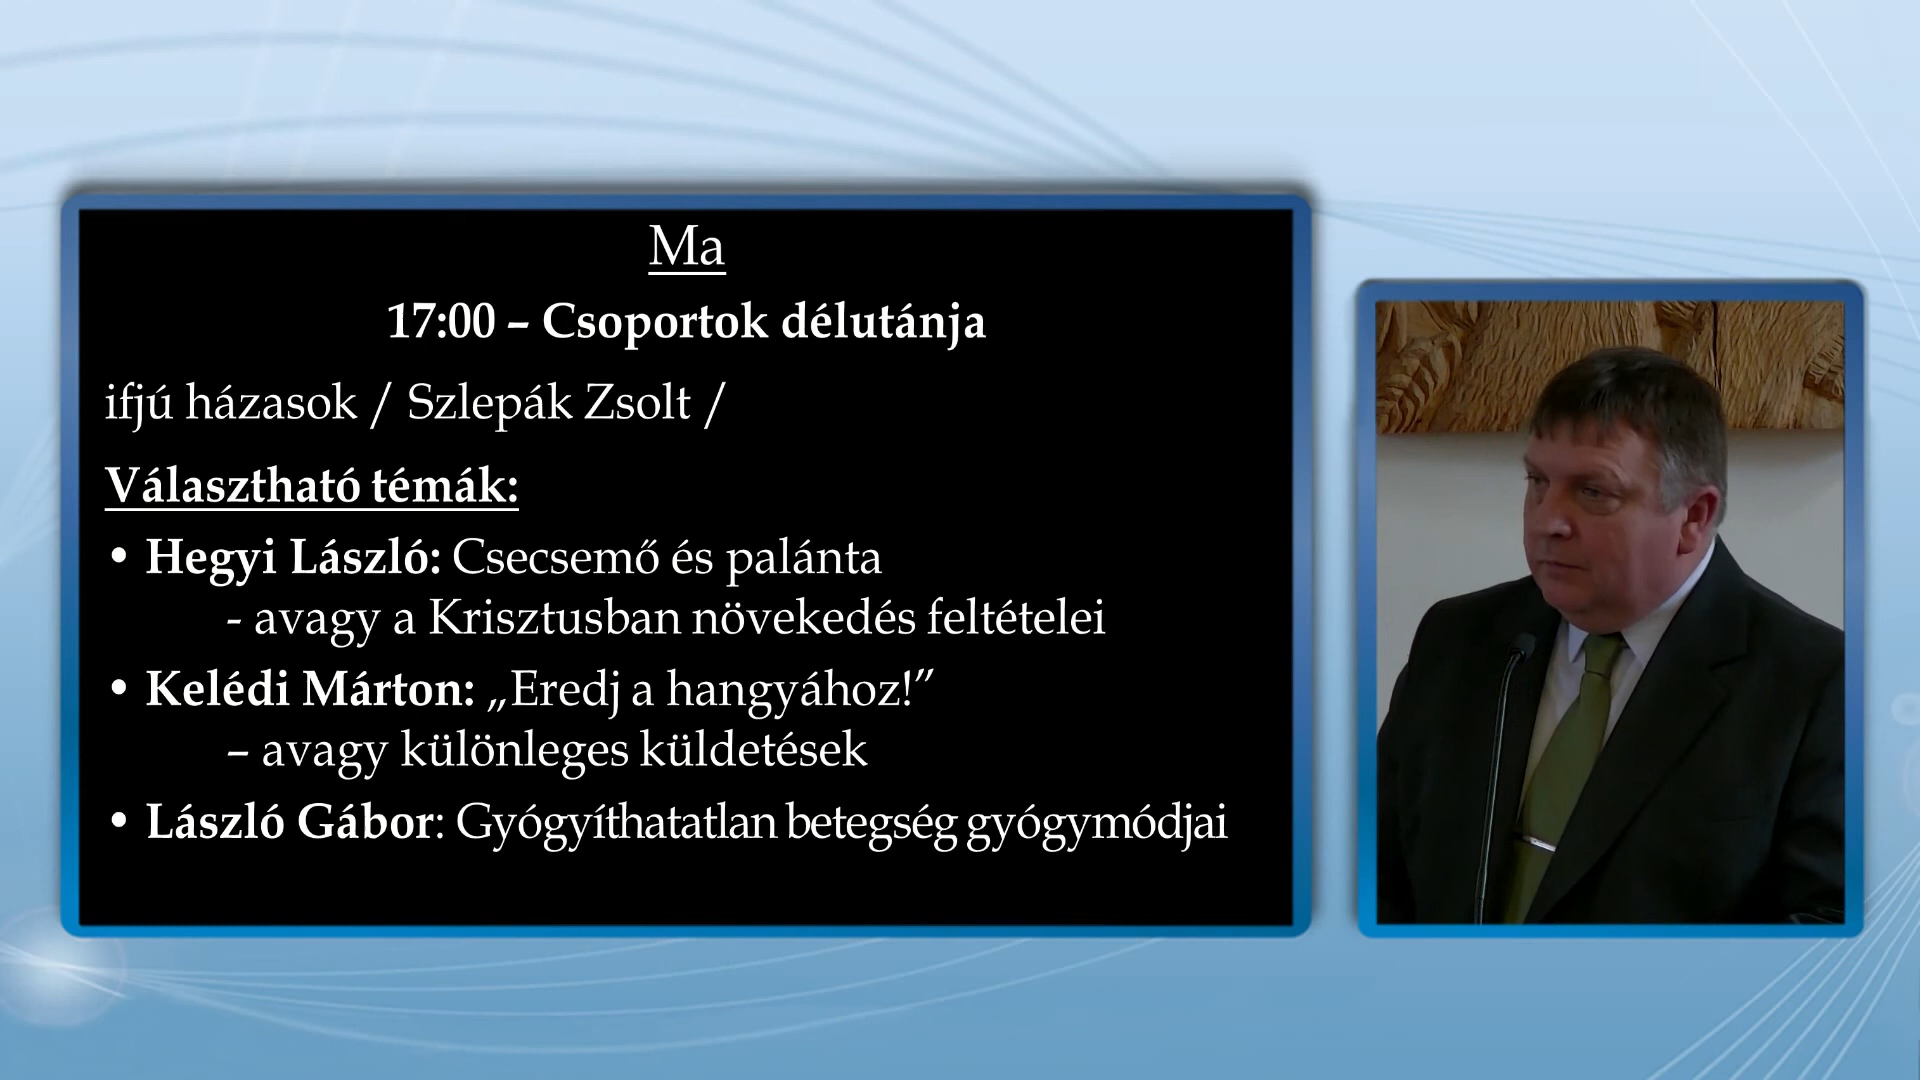 Ma
17:00 – Csoportok délutánja
ifjú házasok / Szlepák Zsolt /
Választható témák:
• Hegyi László: Csecsemő és palánta
- avagy a Krisztusban növekedés feltételei
• Kelédi Márton: „Eredj a hangyához!”
– avagy különleges küldetések
• László Gábor: Gyógyíthatatlan betegség gyógymódjai